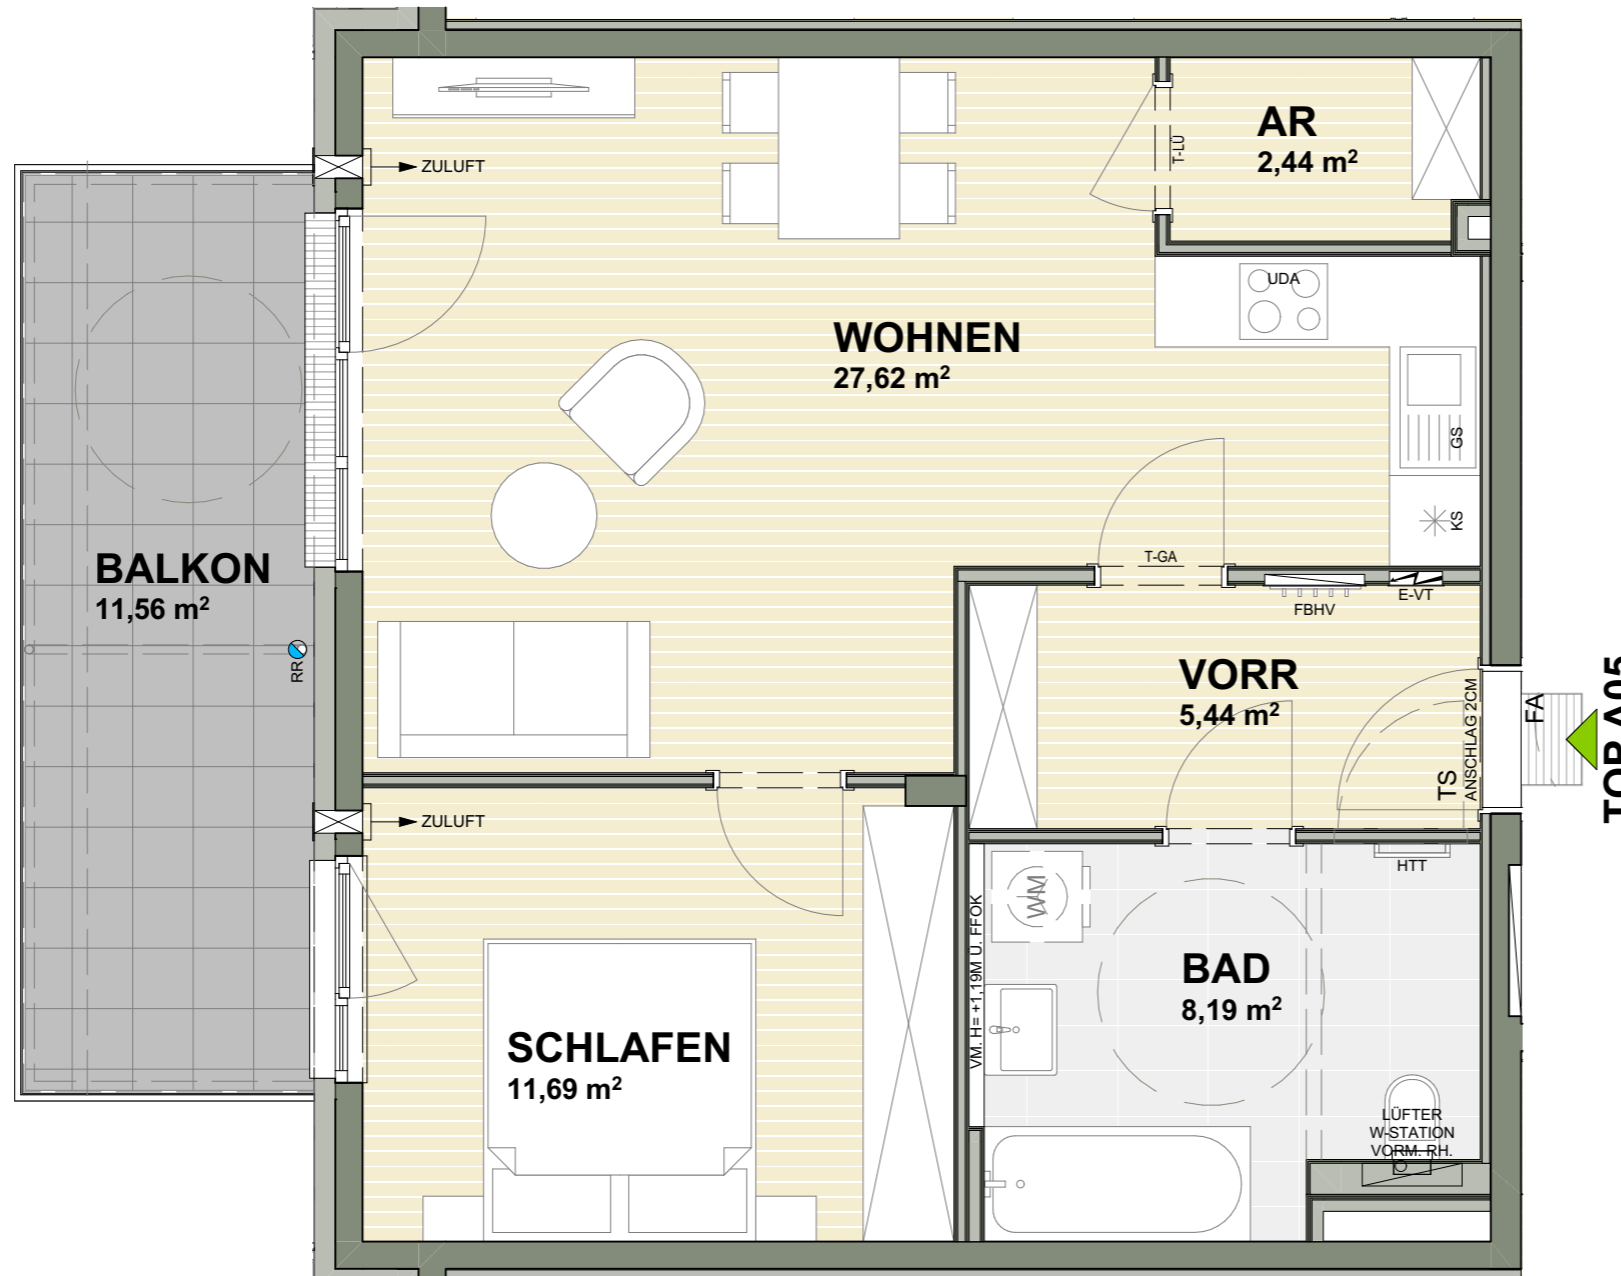 AR
2,44 m²
T-LÜ
ZULUFT
UDA
WOHNEN
27,62 m²
GS
KS
BALKON
11,56 m²
RR
T-GA
FBHV
E-VT
VORR
5,44 m²
TS
ANSCHLAG 2CM
FA
TOP A05
ZULUFT
HTT
WM
VM. H= +1,19M Ü. FFOK
BAD
8,19 m²
SCHLAFEN
11,69 m²
LÜFTER
W-STATION
VORM. RH.